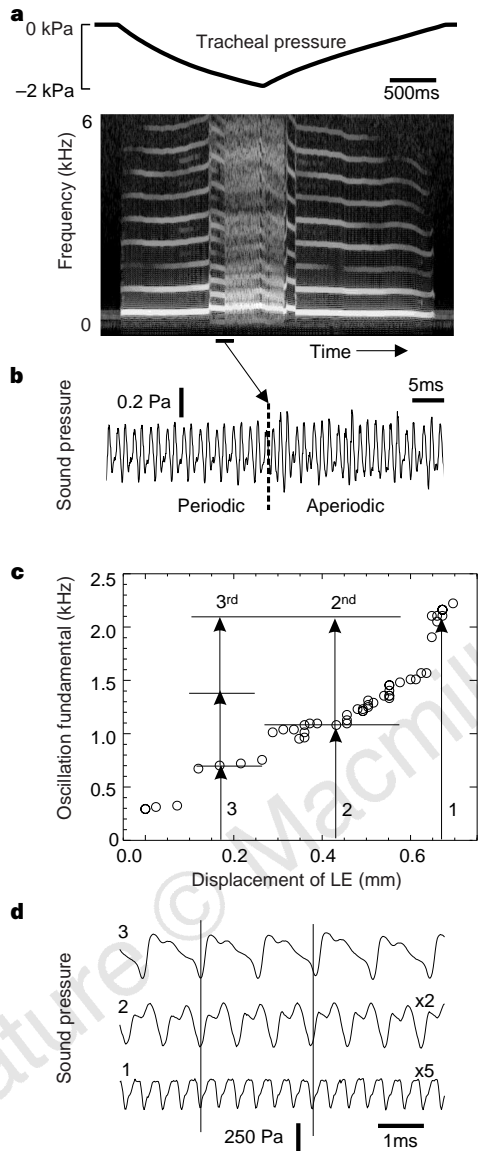 a
0 kPa
Tracheal pressure
–2 kPa
500ms
6
Frequency (kHz)
0
Time
b
5ms
0.2 Pa
Sound pressure
Periodic
Aperiodic
c
2.5
3rd
2nd
2.0
Oscillation fundamental (kHz)
1.5
1.0
0.5
3
2
1
0
0.0
0.2
0.4
0.6
Displacement of LE (mm)
d
3
2
x2
Sound pressure
1
x5
250 Pa
1ms
ature © Macmill